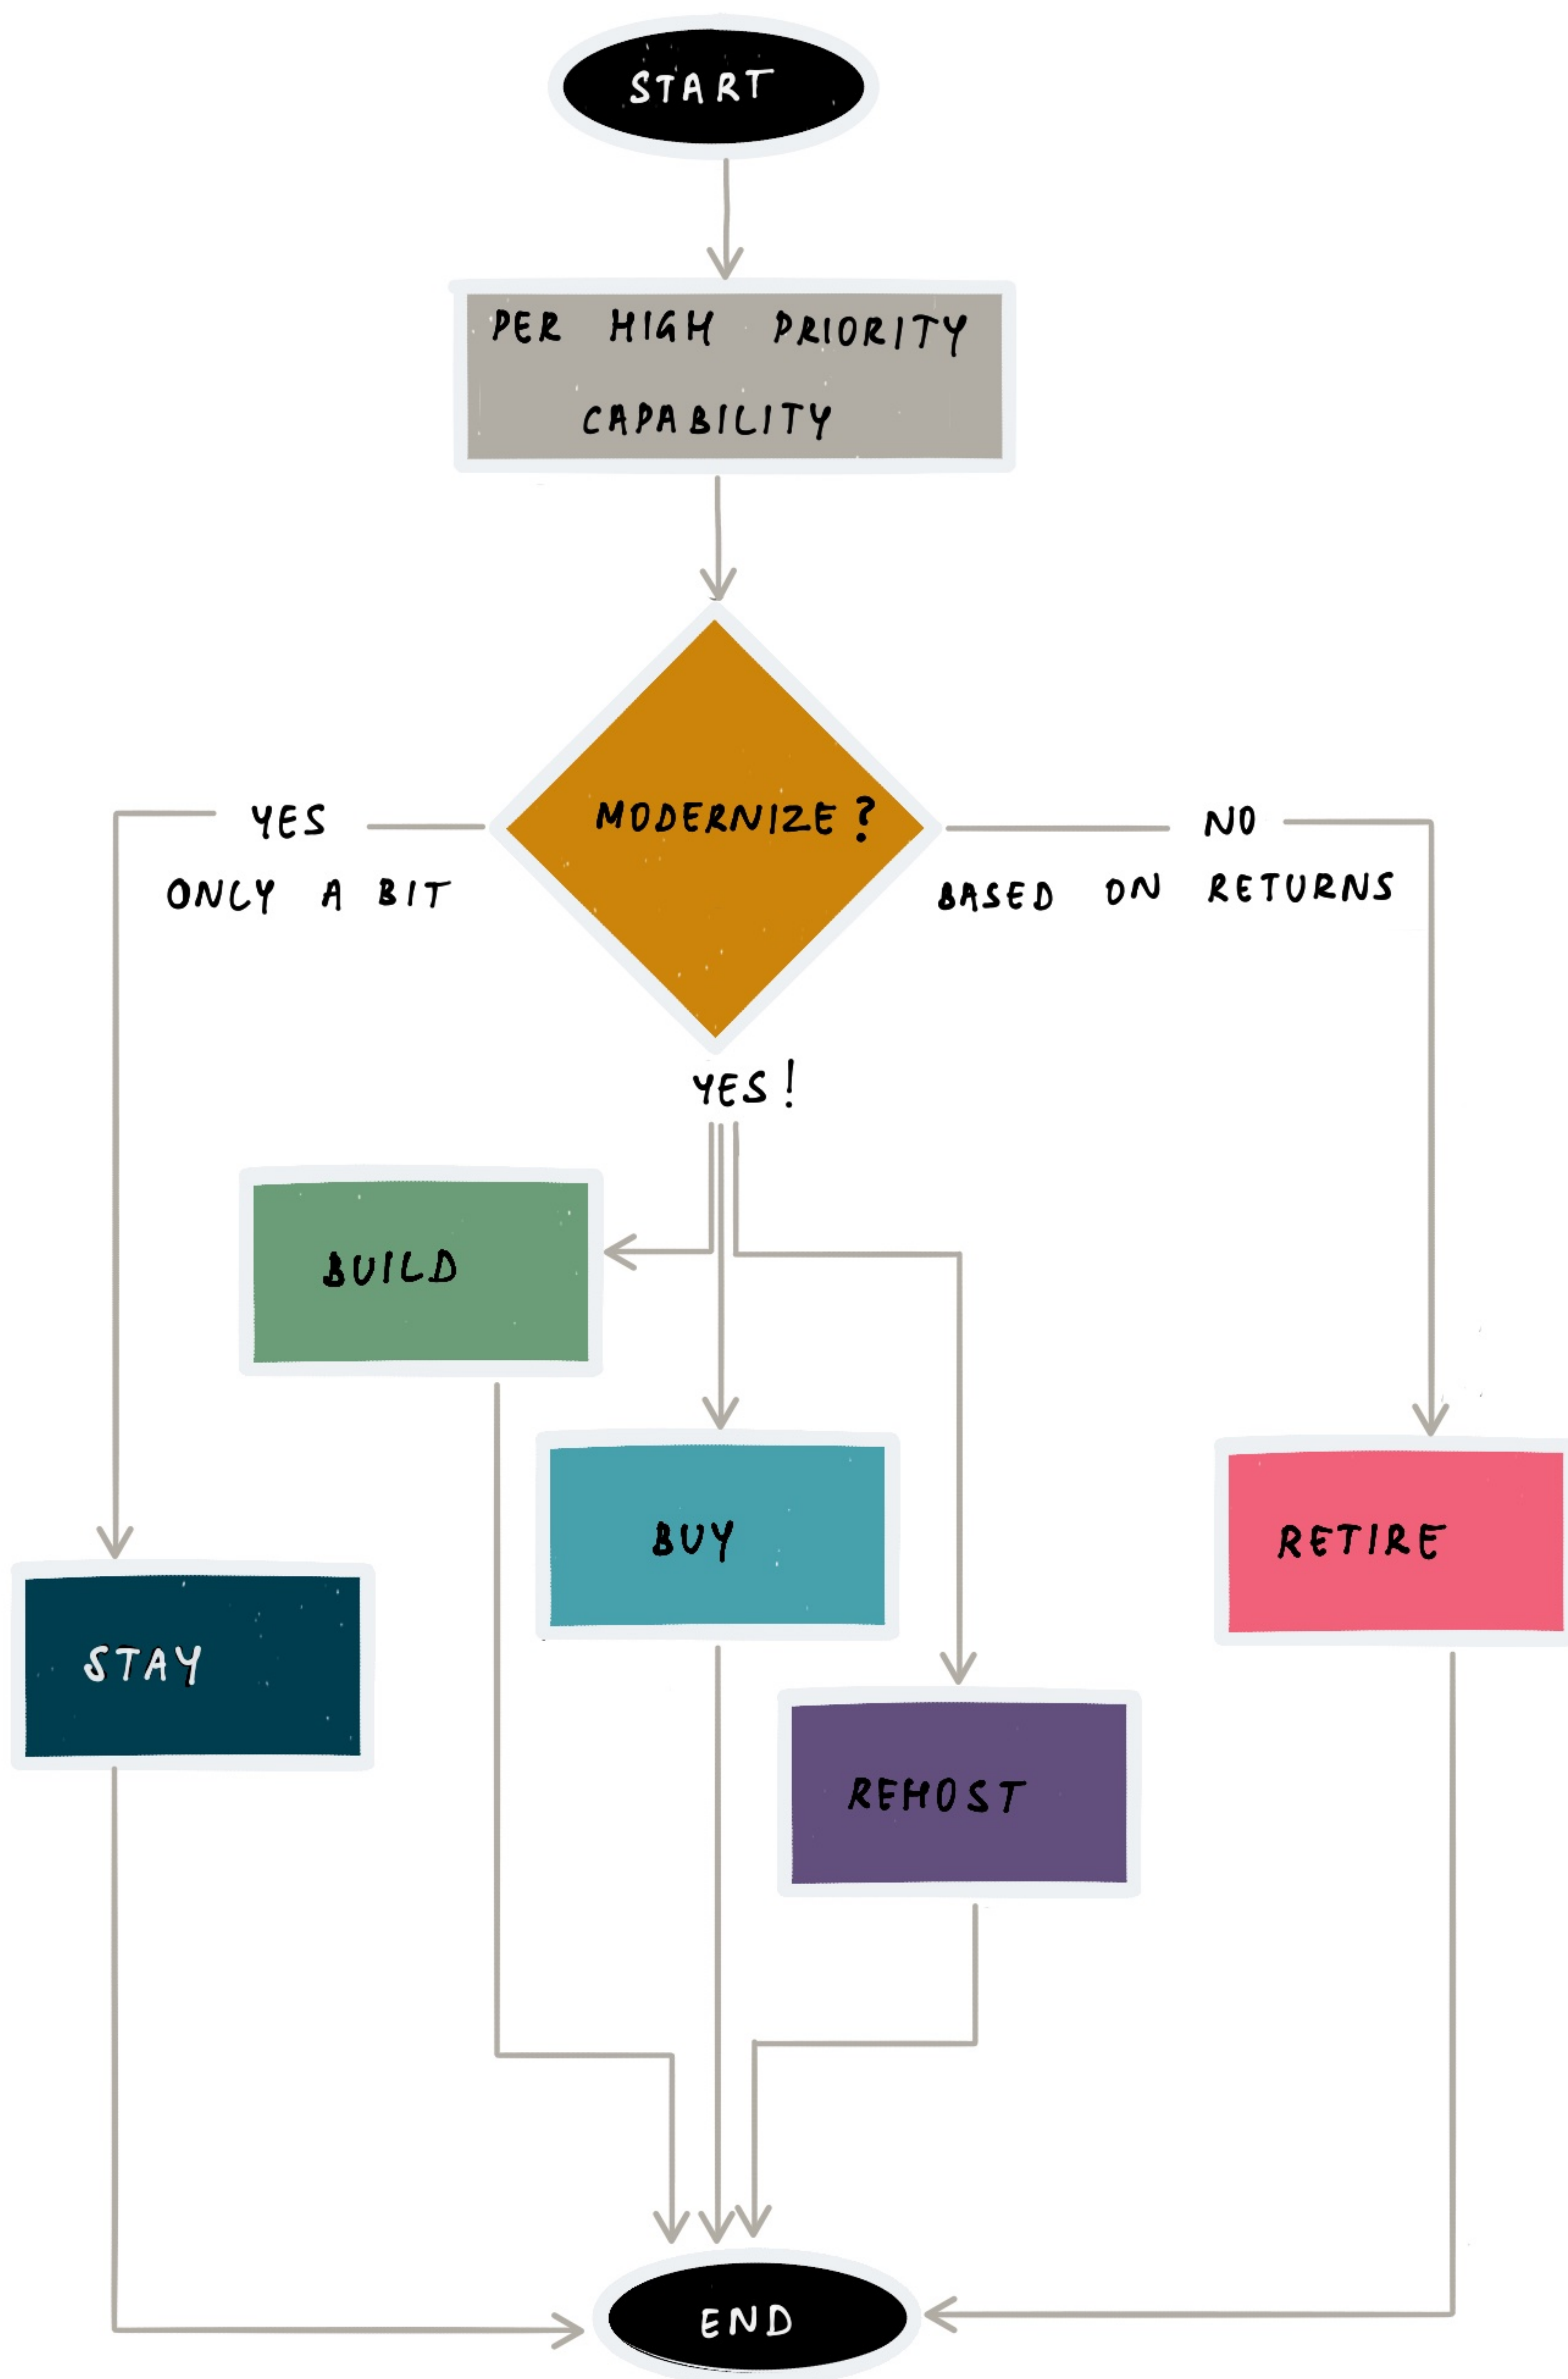 START
PER HIGH PRIORITY
CAPABILITY
MODERNIZE?
YES
ONLY A BIT
NO
BASED ON RETURNS
YES!
BUILD
BUY
RETIRE
STAY
REHOST
END